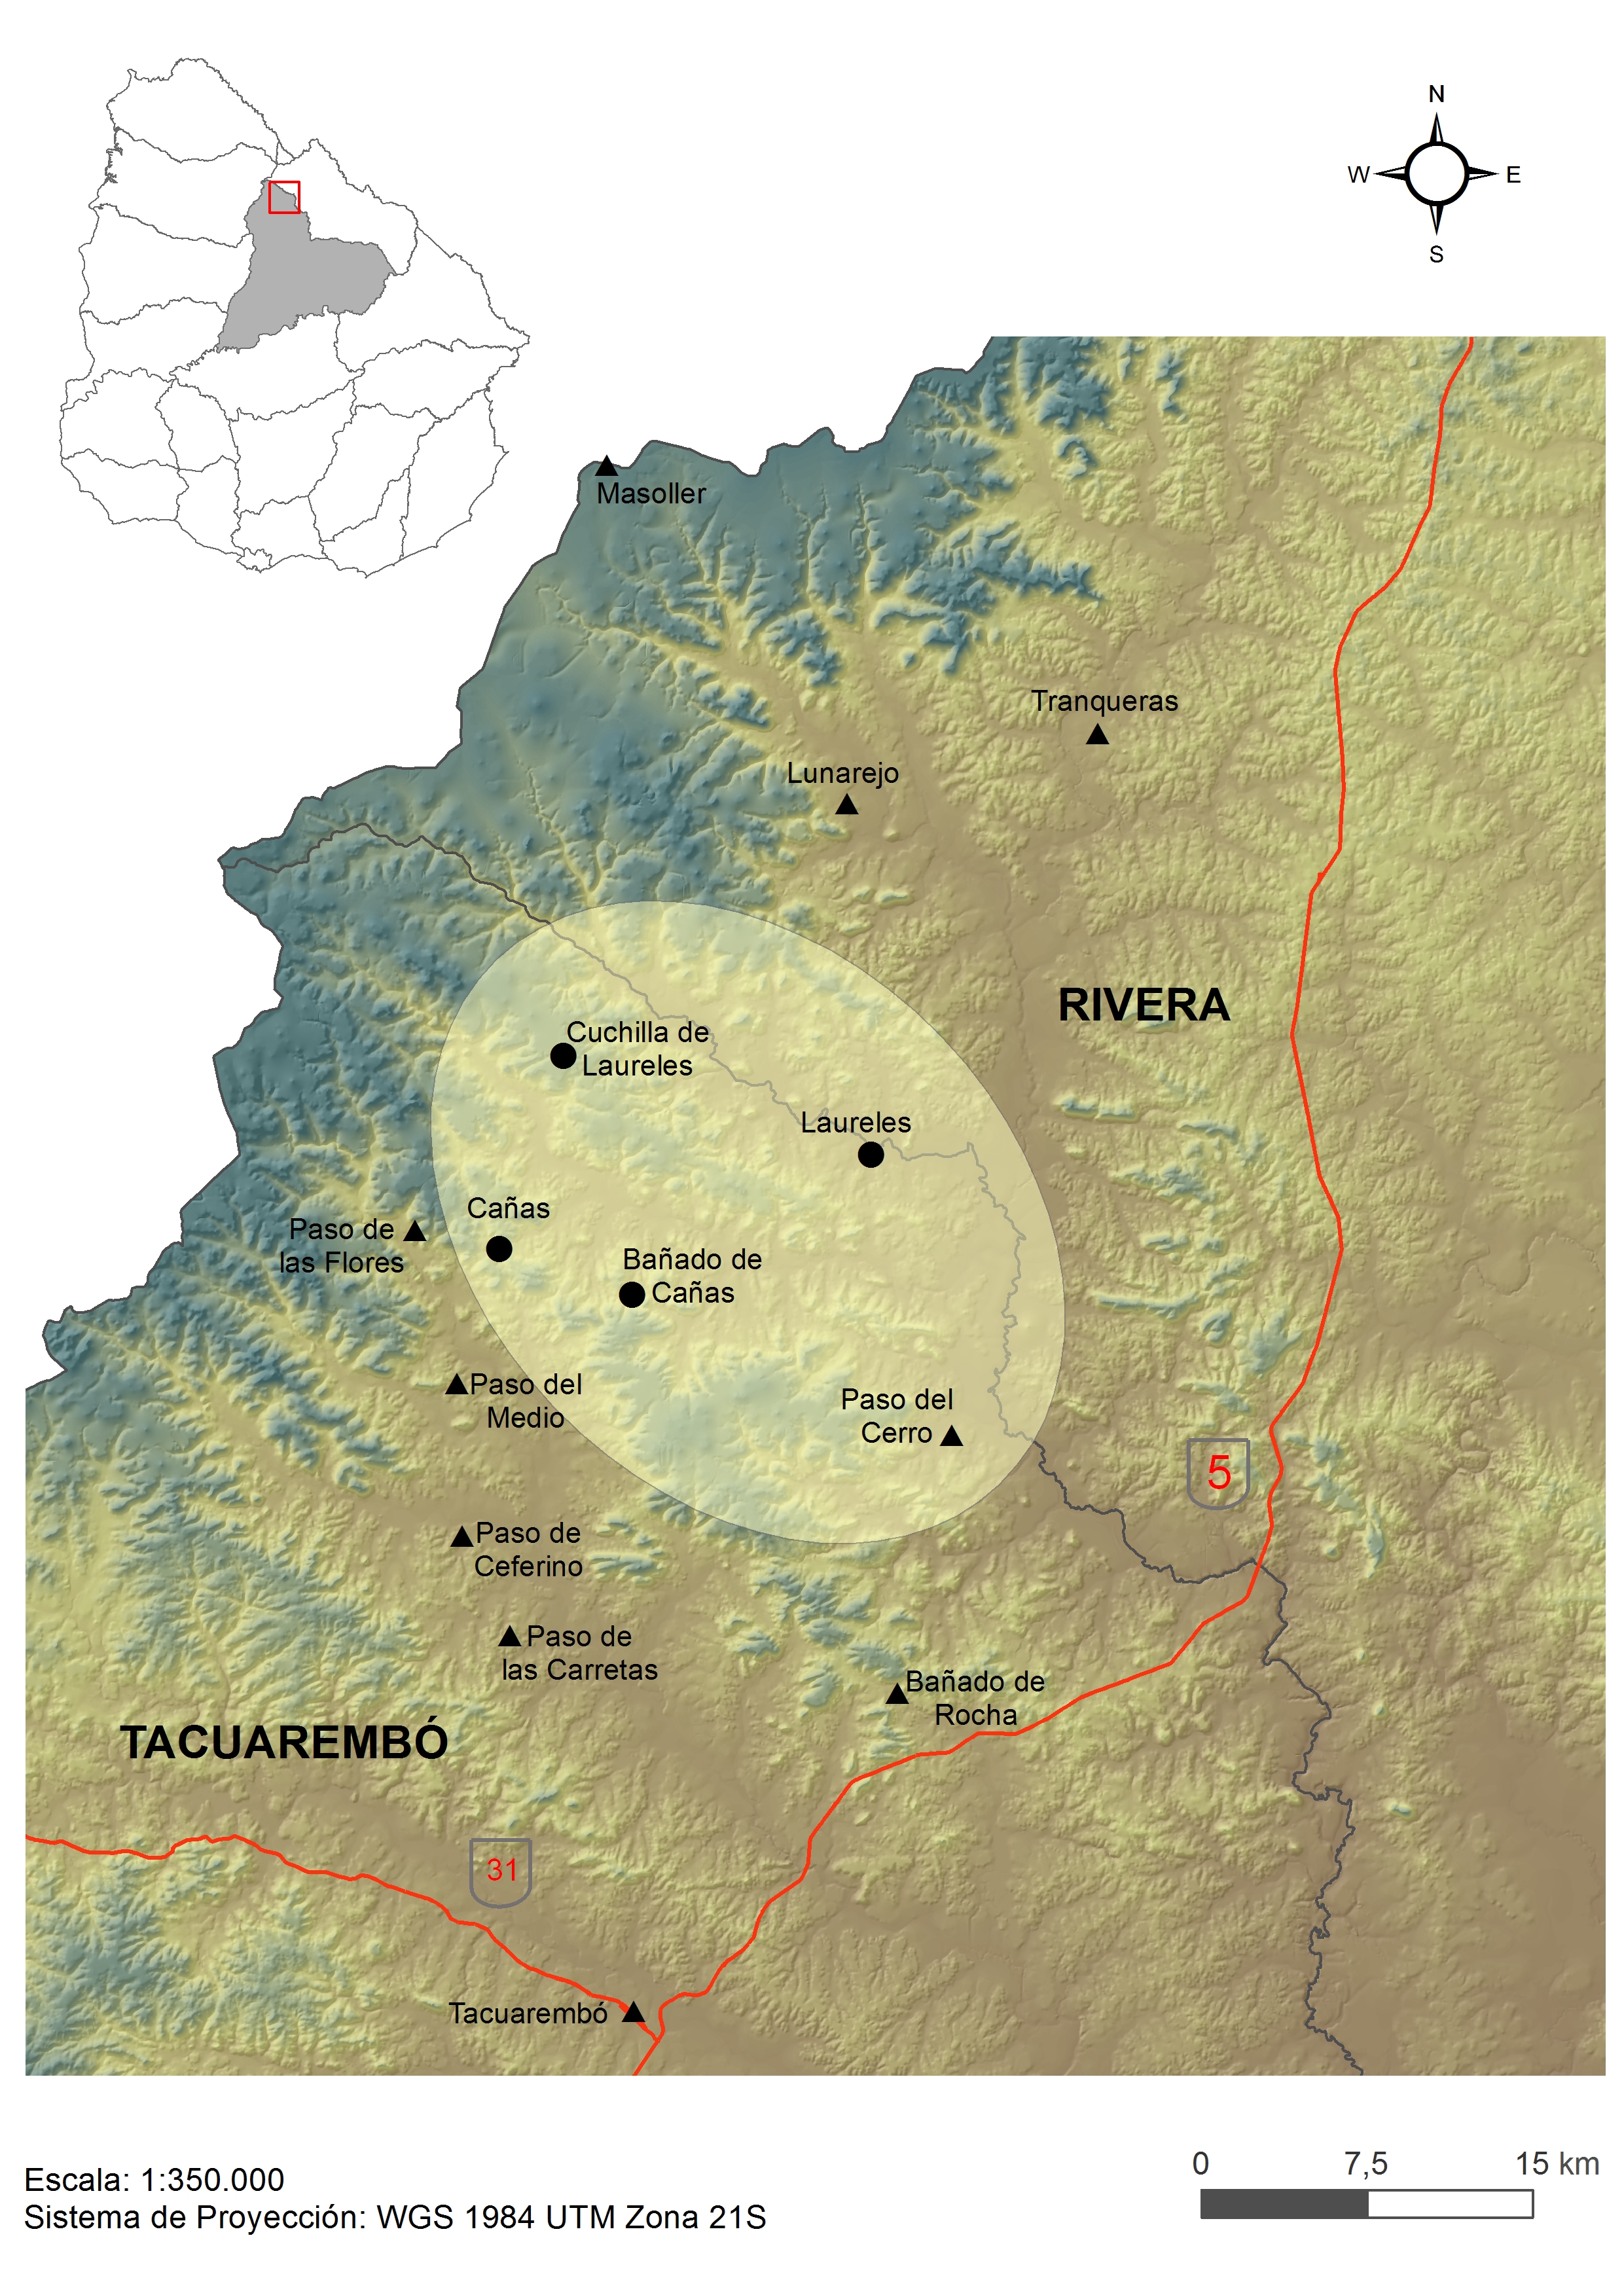 N
W
E
S
Masoller
Tranqueras
Lunarejo
RIVERA
Cuchilla de
Laureles
Laureles
Cañas
Paso de
las Flores
Bañado de
Cañas
Paso del
Medio
Paso del
Cerro
5
Paso de
Ceferino
Paso de
las Carretas
Bañado de
Rocha
TACUAREMBÓ
31
Tacuarembó
0 7,5 15 km
Escala: 1:350.000
Sistema de Proyección: WGS 1984 UTM Zona 21S